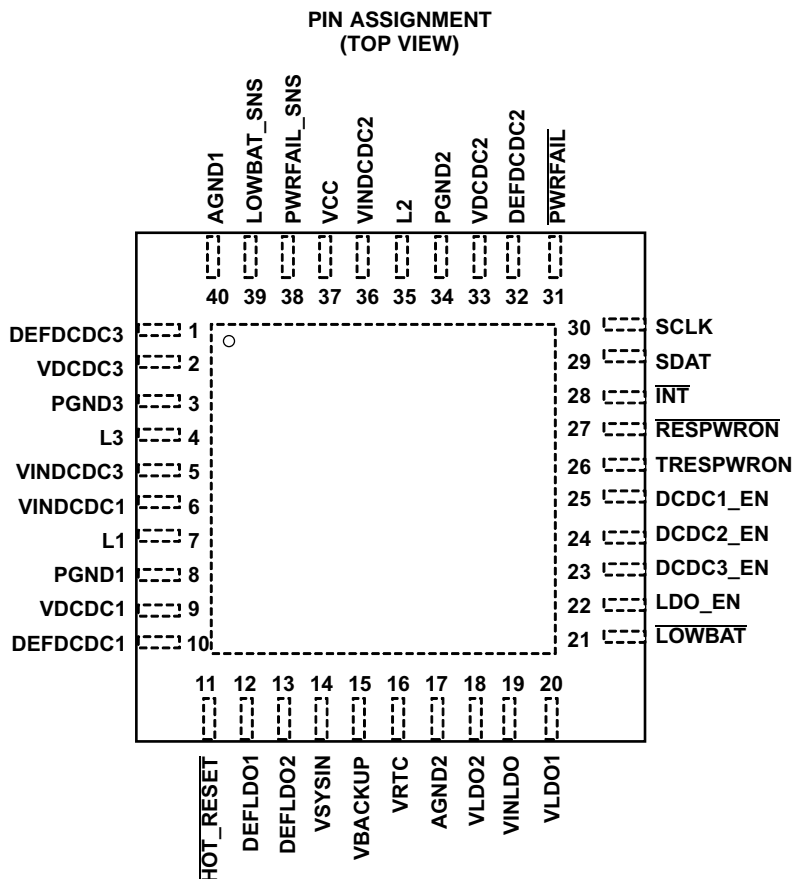 PIN ASSIGNMENT
(TOP VIEW)
AGND1
LOWBAT_SNS
PWRFAIL_SNS
VCC
VINDCDC2
L2
PGND2
VDCDC2
DEFDCDC2
PWRFAIL
40 39 38 37 36 35 34 33 32 31
DEFDCDC3 1
VDCDC3 2
PGND3 3
L3 4
VINDCDC3 5
VINDCDC1 6
L1 7
PGND1 8
VDCDC1 9
DEFDCDC1 10
30 SCLK
29 SDAT
28 INT
27 RESPWRON
26 TRESPWRON
25 DCDC1_EN
24 DCDC2_EN
23 DCDC3_EN
22 LDO_EN
21 LOWBAT
11 12 13 14 15 16 17 18 19 20
HOT_RESET
DEFLDO1
DEFLDO2
VSYSIN
VBACKUP
VRTC
AGND2
VLDO2
VINLDO
VLDO1